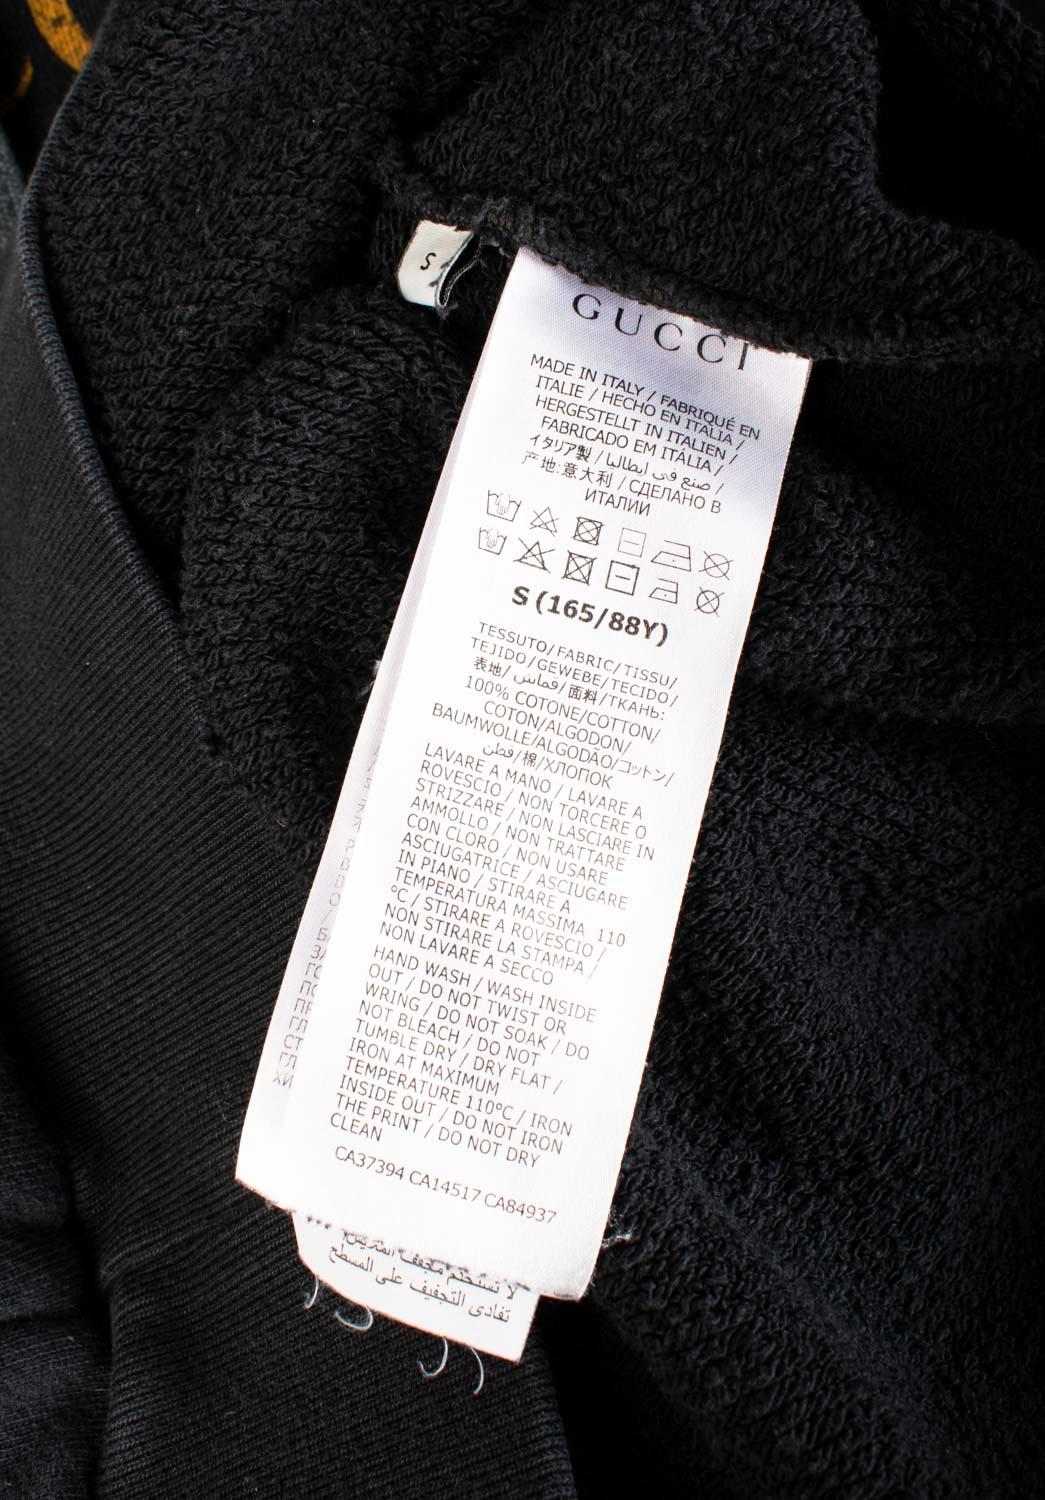 S
GUCCI
MADE IN ITALY / FABRIQUÉ EN
ITALIE / HECHO EN ITALIA /
HERGESTELLT IN ITALIEN /
FABRICADO EM ITÁLIA /
イタリア製 / صنع في ايطاليا /
产地:意大利 / СДЕЛАНО В
ИТАЛИИ
S (165/88Y)
TESSUTO/FABRIC/TISSU/
TEJIDO/GEWEBE/TECIDO/
表地/قماش/面料/ТКАНЬ:
100% COTONE/COTTON/
COTON/ALGODON/
BAUMWOLLE/ALGODÃO/コットン/
قطن/棉/ХЛОПОК
LAVARE A MANO / LAVARE A
ROVESCIO / NON TORCERE O
STRIZZARE / NON LASCIARE IN
AMMOLLO / NON TRATTARE
CON CLORO / NON USARE
ASCIUGATRICE / ASCIUGARE
IN PIANO / STIRARE A
TEMPERATURA MASSIMA 110
°C / STIRARE A ROVESCIO /
NON STIRARE LA STAMPA /
NON LAVARE A SECCO
HAND WASH / WASH INSIDE
OUT / DO NOT TWIST OR
WRING / DO NOT SOAK / DO
NOT BLEACH / DO NOT
TUMBLE DRY / DRY FLAT /
IRON AT MAXIMUM
TEMPERATURE 110°C / IRON
INSIDE OUT / DO NOT IRON
THE PRINT / DO NOT DRY
CLEAN
CA37394 CA14517 CA84937
لا تستخدم مجفف الملابس
تفادى التجفيف على المسطح